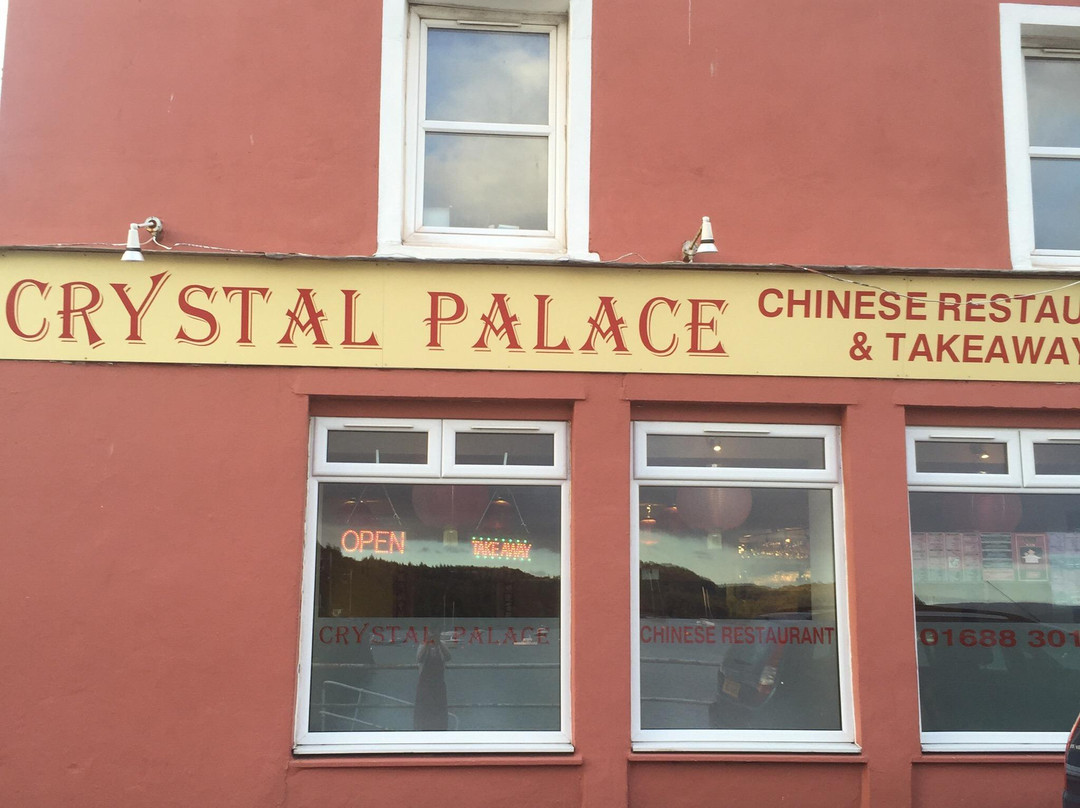 CRYSTAL PALACE
CHINESE RESTAU
& TAKEAWAY
OPEN
TAKE AWAY
CRYSTAL PALACE
CHINESE RESTAURANT
01688 301